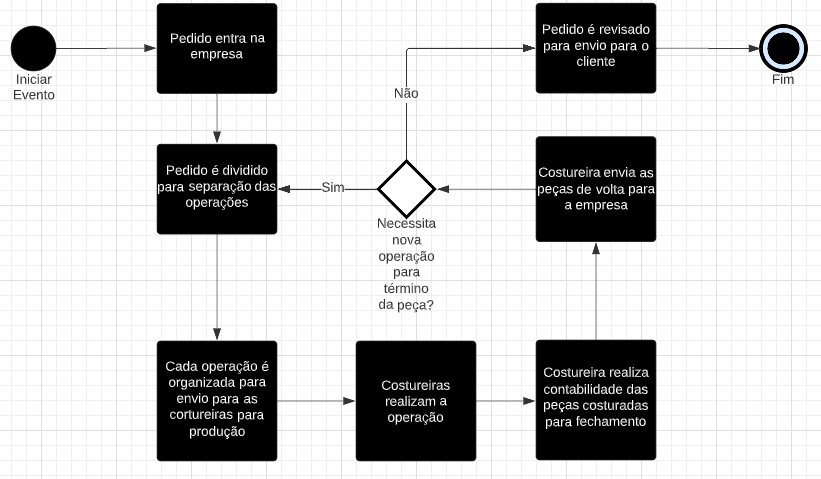 Iniciar
Evento
Pedido entra na
empresa
Pedido é dividido
para separação das
operações
Cada operação é
organizada para
envio para as
cortureiras para
produção
Costureiras
realizam a
operação
Costureira realiza
contabilidade das
peças costuradas
para fechamento
Costureira envia as
peças de volta para
a empresa
Necessita
nova
operação
para
término
da peça?
Sim
Não
Pedido é revisado
para envio para o
cliente
Fim